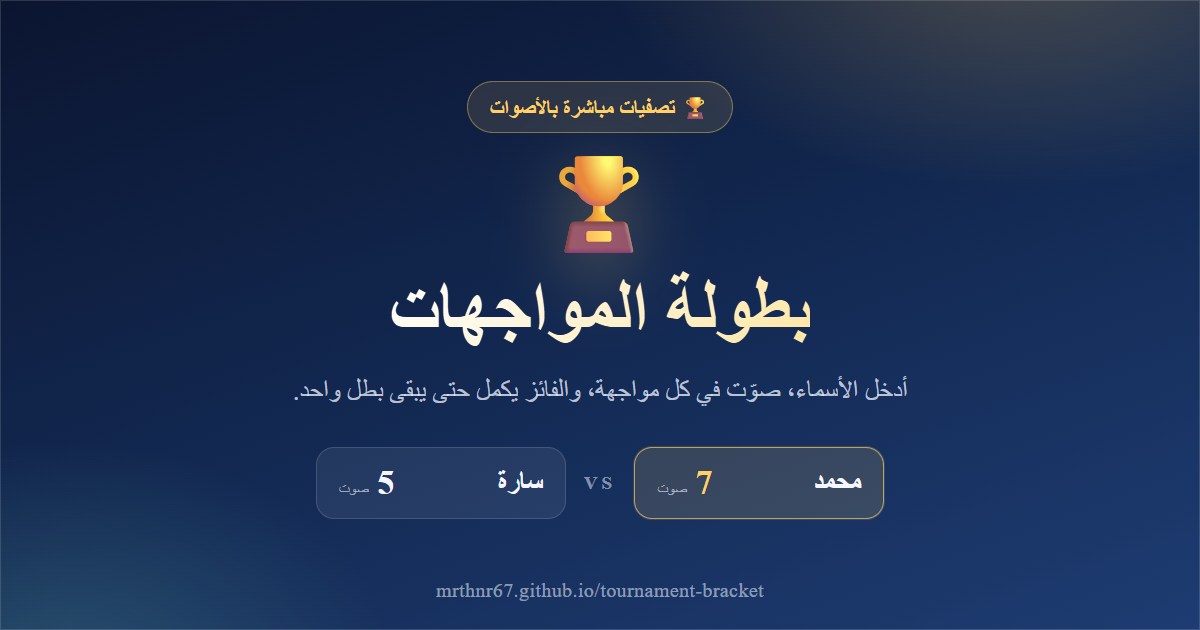 🏆 تصفيات مباشرة بالأصوات
بطولة المواجهات
أدخل الأسماء، صوّت في كل مواجهة، والفائز يكمل حتى يبقى بطل واحد.
محمد 7 صوت VS سارة 5 صوت
mrthnr67.github.io/tournament-bracket